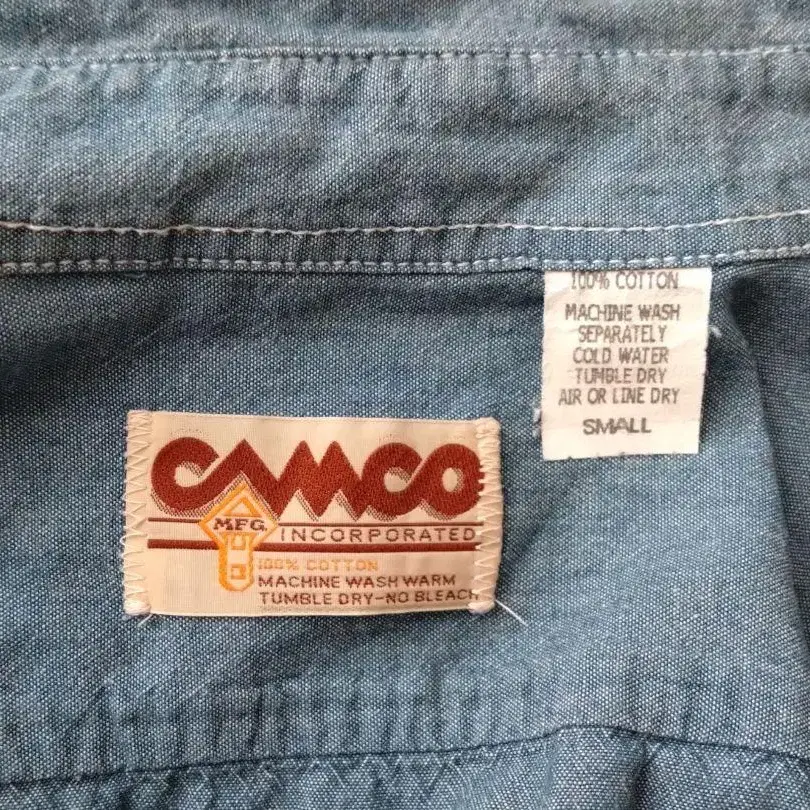 100% COTTON
MACHINE WASH
SEPARATELY
COLD WATER
TUMBLE DRY
AIR OR LINE DRY
SMALL
CAMCO
MFG.
INCORPORATED
100% COTTON
MACHINE WASH WARM
TUMBLE DRY-NO BLEACH